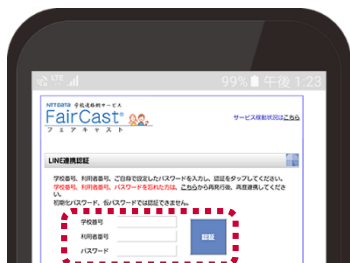 LTE 99% 午後 1:23
NTT DATA 学校連絡網サービス
FairCast®
フェアキャスト
サービス稼動状況はこちら
LINE連携認証
学校番号、利用者番号、ご自身で設定したパスワードを入力し、認証をタップしてください。
学校番号、利用者番号、パスワードを忘れた方は、こちらから再発行後、再度連携してくださ
い。
初期化パスワード、仮パスワードでは認証できません。
学校番号
利用者番号
認証
パスワード